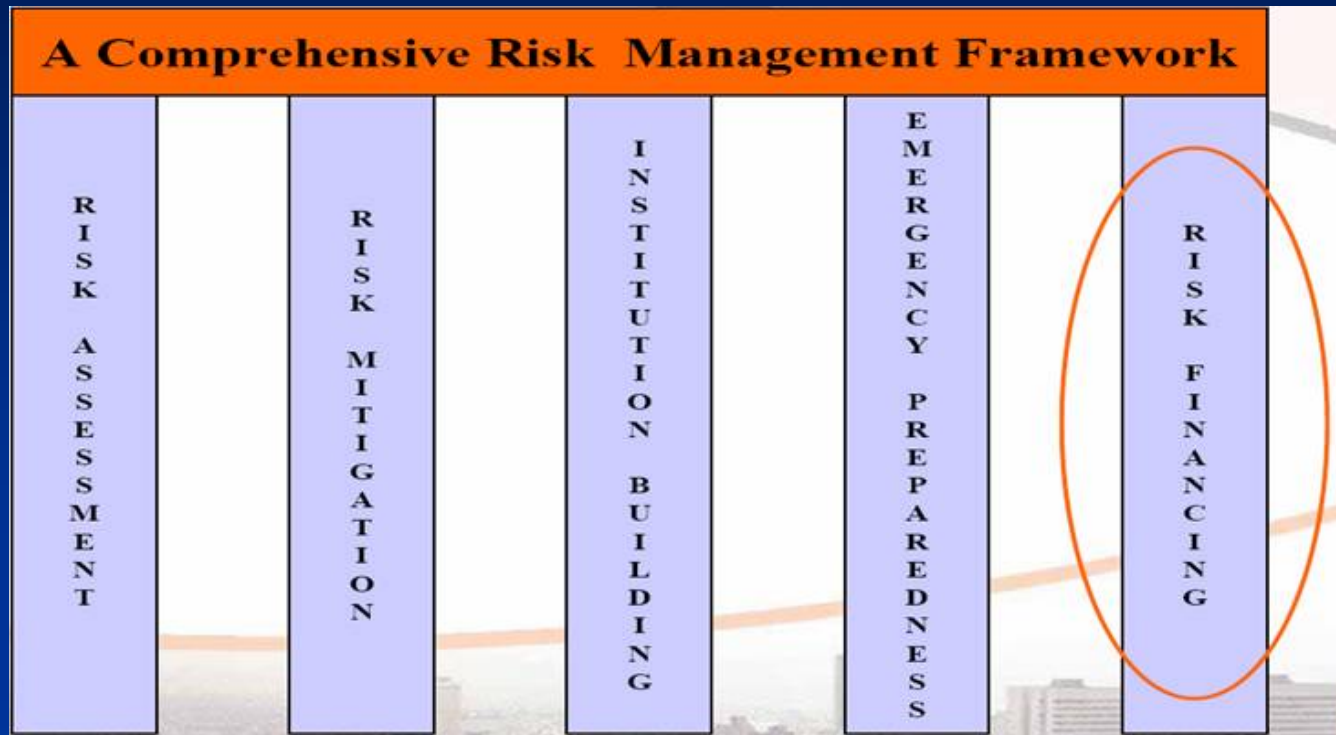 A Comprehensive Risk Management Framework
RISK ASSESSMENT
RISK MITIGATION
INSTITUTION BUILDING
EMERGENCY PREPAREDNESS
RISK FINANCING